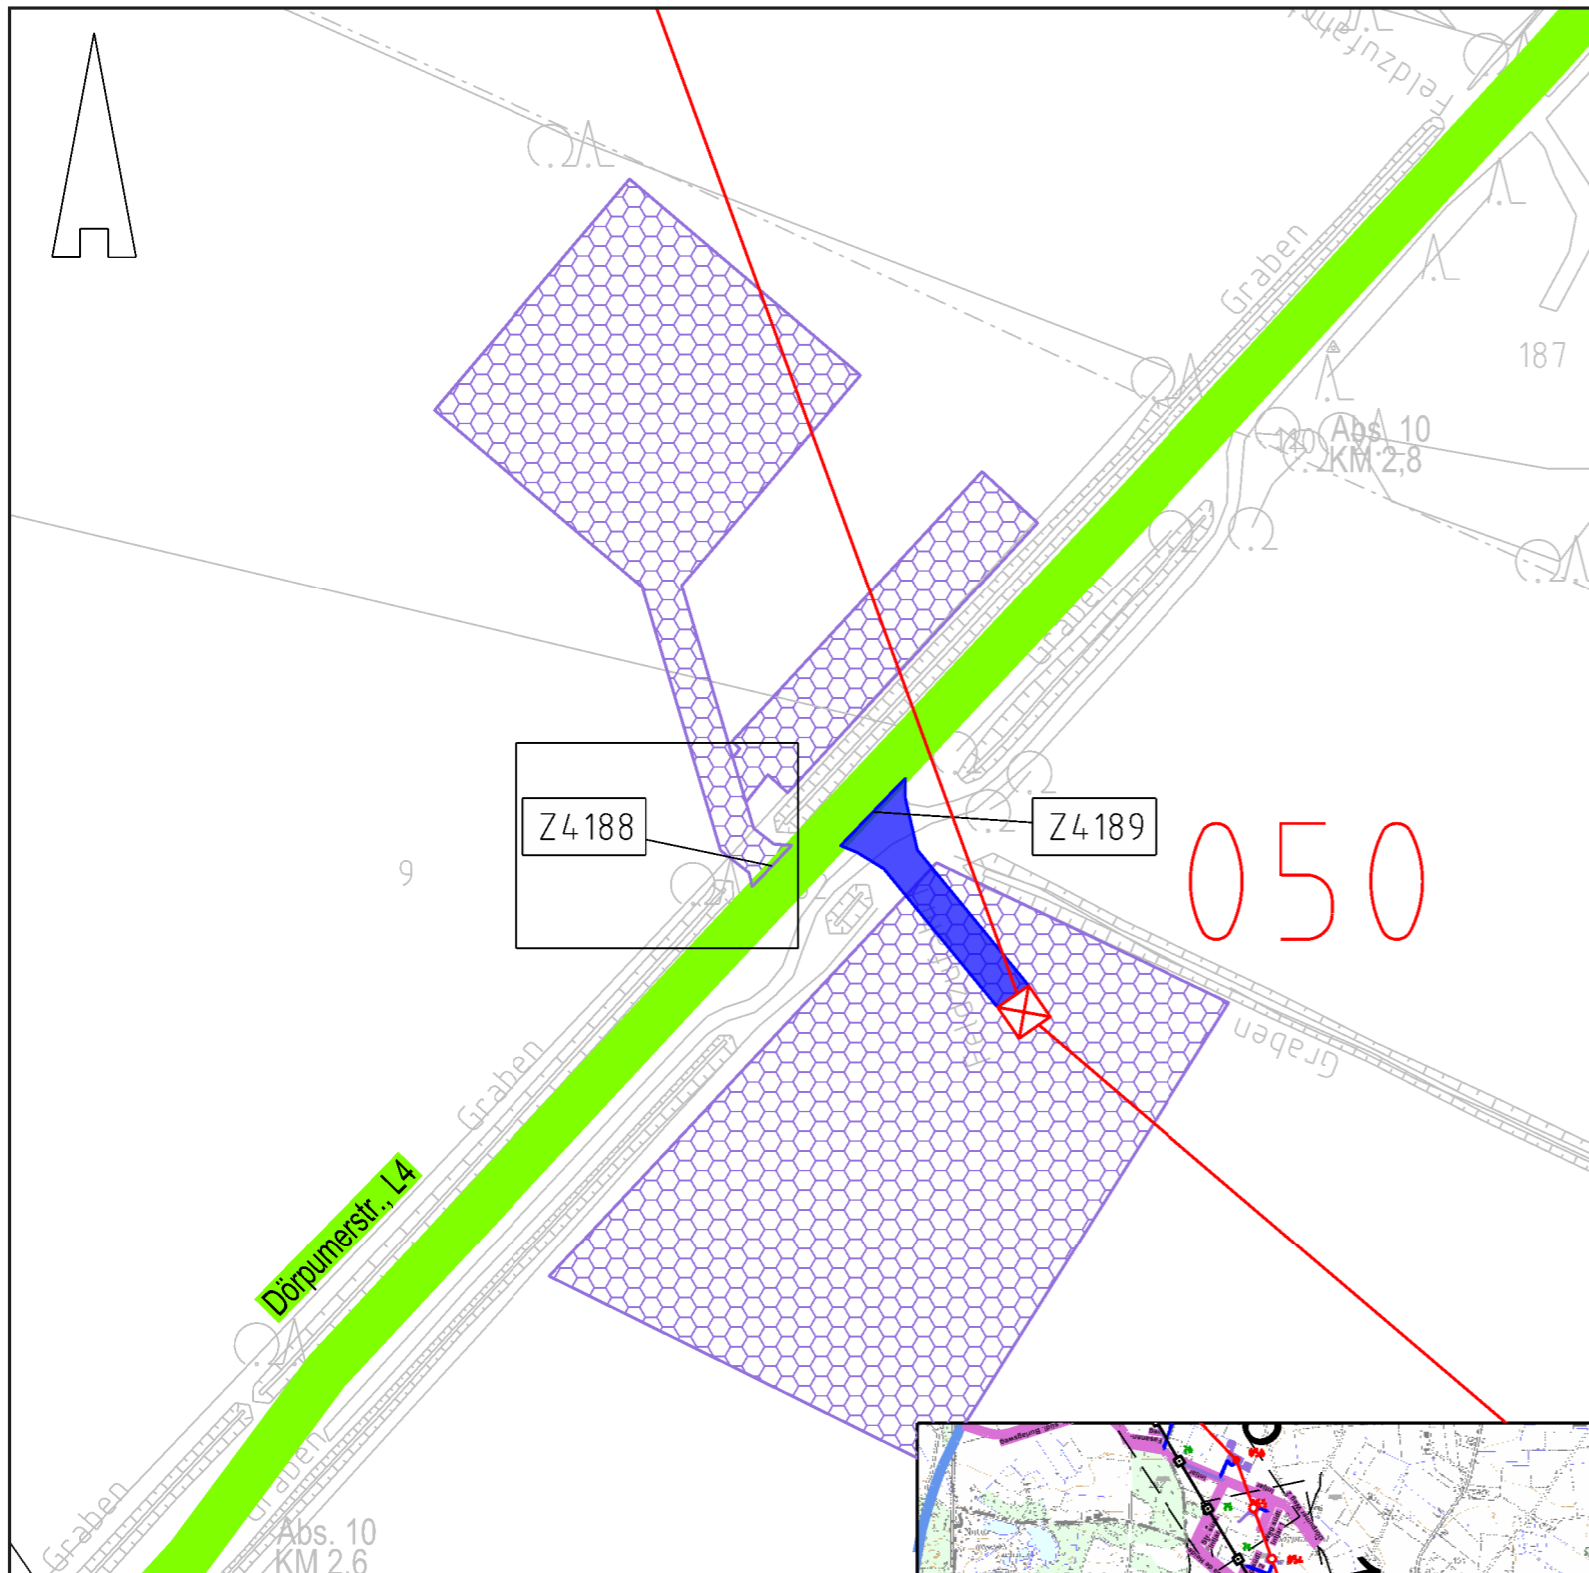 Feldzufahrt
Graben
187
Abs. 10
KM 2,8
110
Graben
Z4188
Z4189
050
9
Graben
Graben
Dörpumerstr., L4
Graben
Graben
Abs. 10
KM 2,6